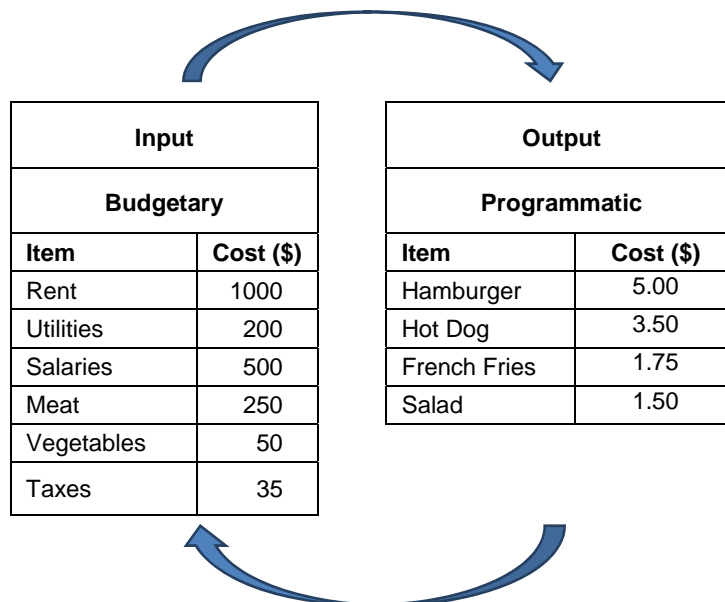 Input
Budgetary
Item Cost ($)
Rent 1000
Utilities 200
Salaries 500
Meat 250
Vegetables 50
Taxes 35
Output
Programmatic
Item Cost ($)
Hamburger 5.00
Hot Dog 3.50
French Fries 1.75
Salad 1.50